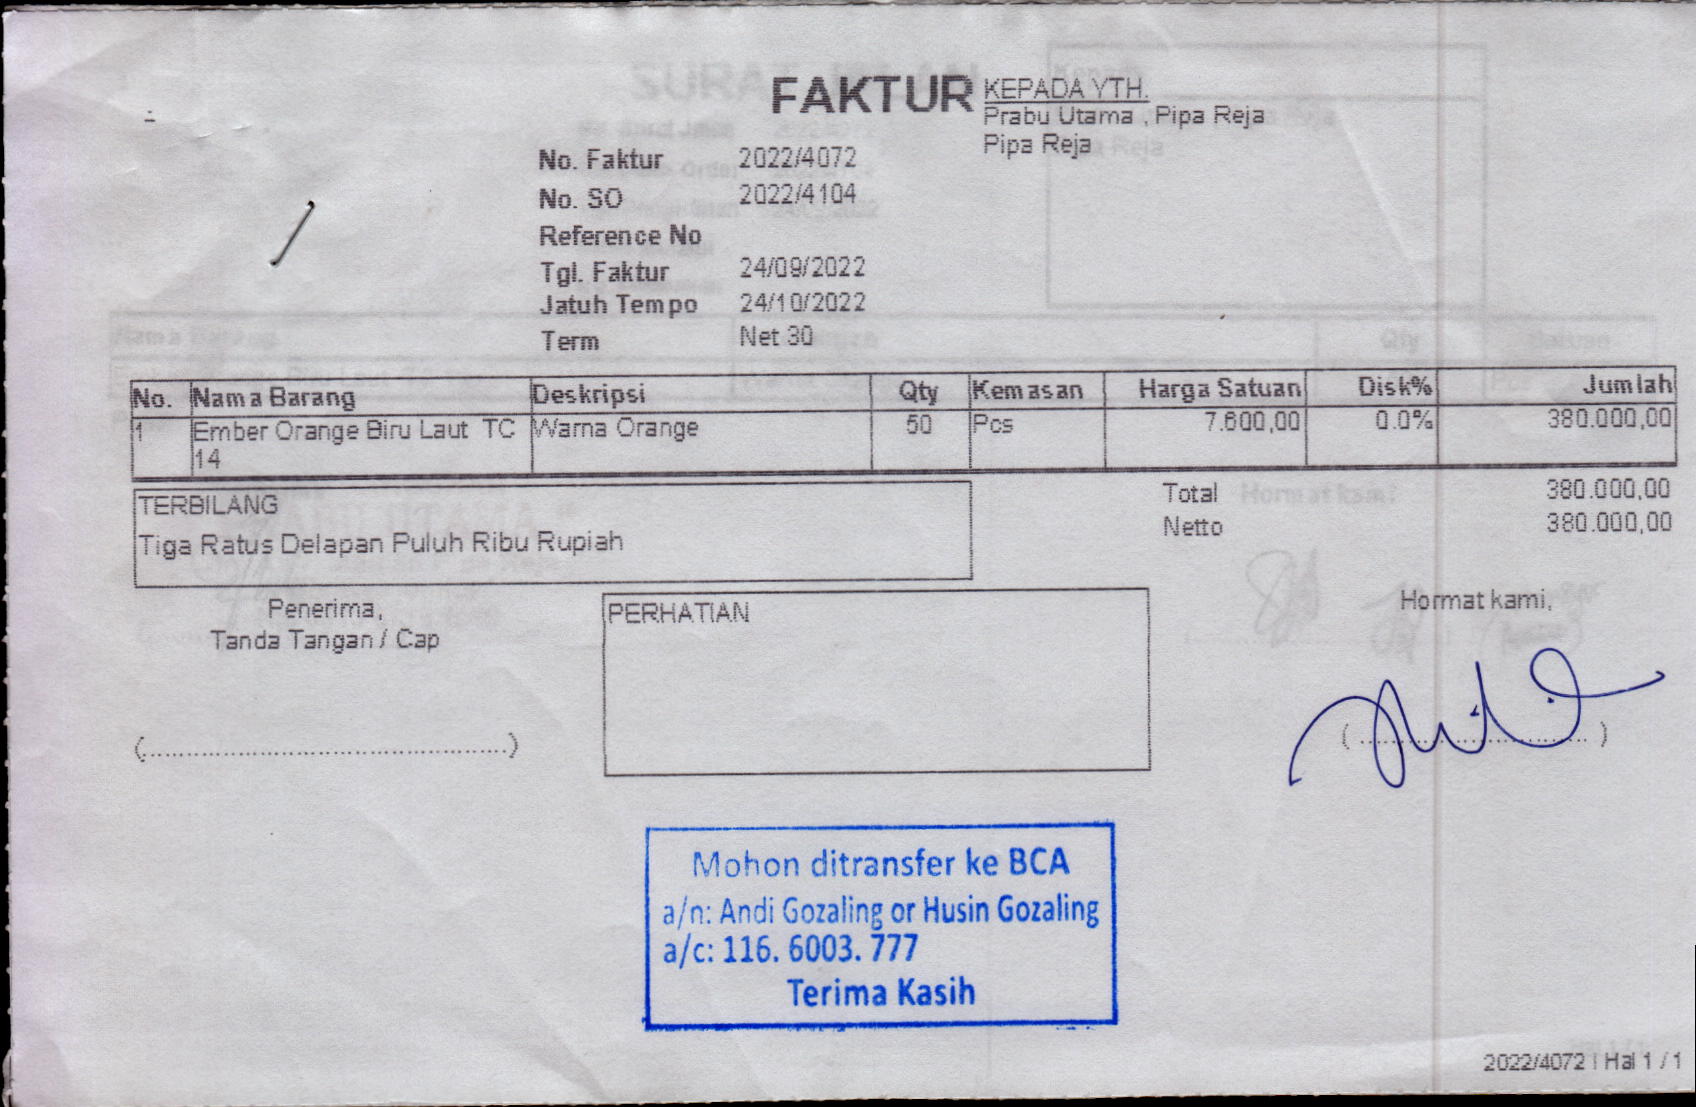 FAKTUR
KEPADA YTH.
Prabu Utama , Pipa Reja
Pipa Reja
No. Faktur 2022/4072
No. SO 2022/4104
Reference No
Tgl. Faktur 24/09/2022
Jatuh Tempo 24/10/2022
Term Net 30
No. Nama Barang Deskripsi Qty Kemasan Harga Satuan Disk% Jumlah
1 Ember Orange Biru Laut TC Warna Orange 50 Pcs 7.600,00 0.0% 380.000,00
14
TERBILANG
Tiga Ratus Delapan Puluh Ribu Rupiah
Total 380.000,00
Netto 380.000,00
Penerima,
Tanda Tangan / Cap
PERHATIAN
Hormat kami,
Mohon ditransfer ke BCA
a/n: Andi Gozaling or Husin Gozaling
a/c: 116. 6003. 777
Terima Kasih
2022/4072 | Hal 1 / 1